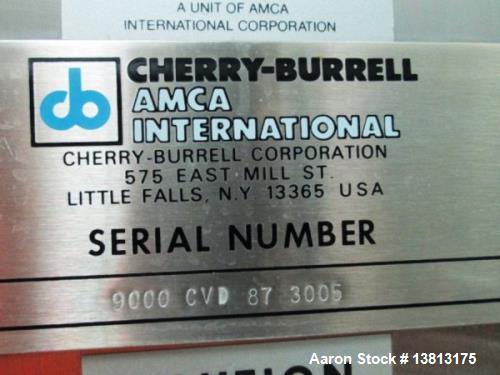 A UNIT OF AMCA
INTERNATIONAL CORPORATION
cb
CHERRY-BURRELL
AMCA
INTERNATIONAL
CHERRY-BURRELL CORPORATION
575 EAST MILL ST.
LITTLE FALLS, N.Y 13365 USA
SERIAL NUMBER
9000 CVD 87 3005
Aaron Stock # 13813175